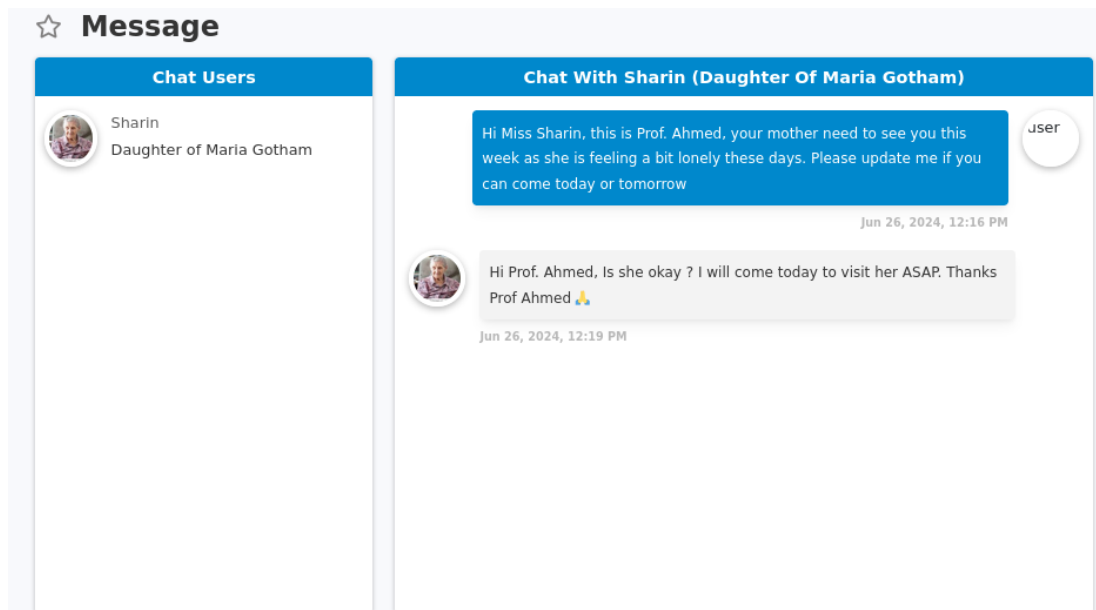 Message
Chat Users
Sharin
Daughter of Maria Gotham
Chat With Sharin (Daughter Of Maria Gotham)
Hi Miss Sharin, this is Prof. Ahmed, your mother need to see you this
week as she is feeling a bit lonely these days. Please update me if you
can come today or tomorrow
user
Jun 26, 2024, 12:16 PM
Hi Prof. Ahmed, Is she okay ? I will come today to visit her ASAP. Thanks
Prof Ahmed 🙏
Jun 26, 2024, 12:19 PM